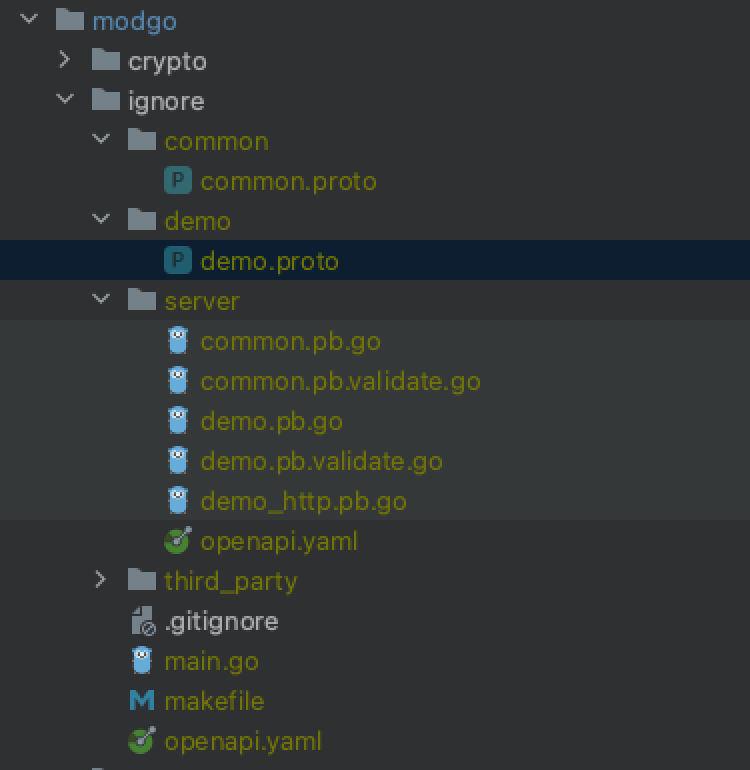 modgo
crypto
ignore
common
common.proto
demo
demo.proto
server
common.pb.go
common.pb.validate.go
demo.pb.go
demo.pb.validate.go
demo_http.pb.go
openapi.yaml
third_party
.gitignore
main.go
makefile
openapi.yaml